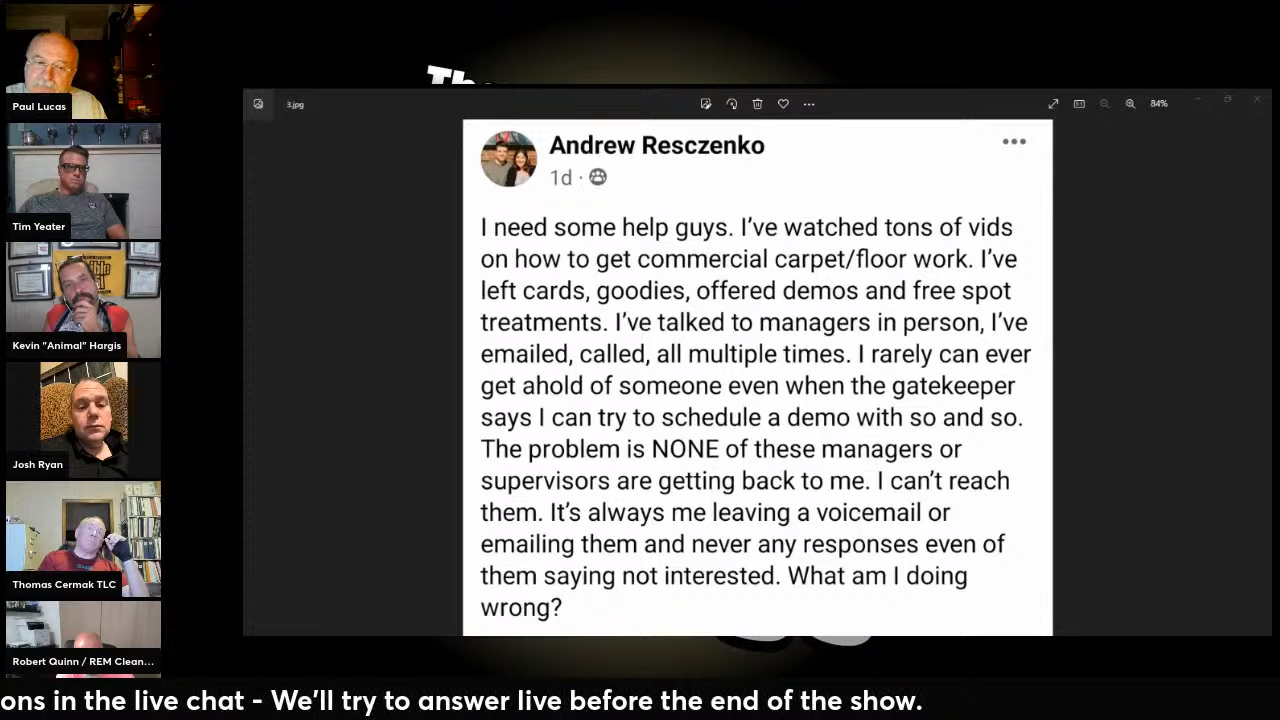 Paul Lucas
Tim Yeater
Kevin "Animal" Hargis
Josh Ryan
Thomas Cermak TLC
Robert Quinn / REM Clean...
3.jpg
84%
Andrew Resczenko
1d ·
I need some help guys. I've watched tons of vids
on how to get commercial carpet/floor work. I've
left cards, goodies, offered demos and free spot
treatments. I've talked to managers in person, I've
emailed, called, all multiple times. I rarely can ever
get ahold of someone even when the gatekeeper
says I can try to schedule a demo with so and so.
The problem is NONE of these managers or
supervisors are getting back to me. I can't reach
them. It's always me leaving a voicemail or
emailing them and never any responses even of
them saying not interested. What am I doing
wrong?
ons in the live chat - We'll try to answer live before the end of the show.